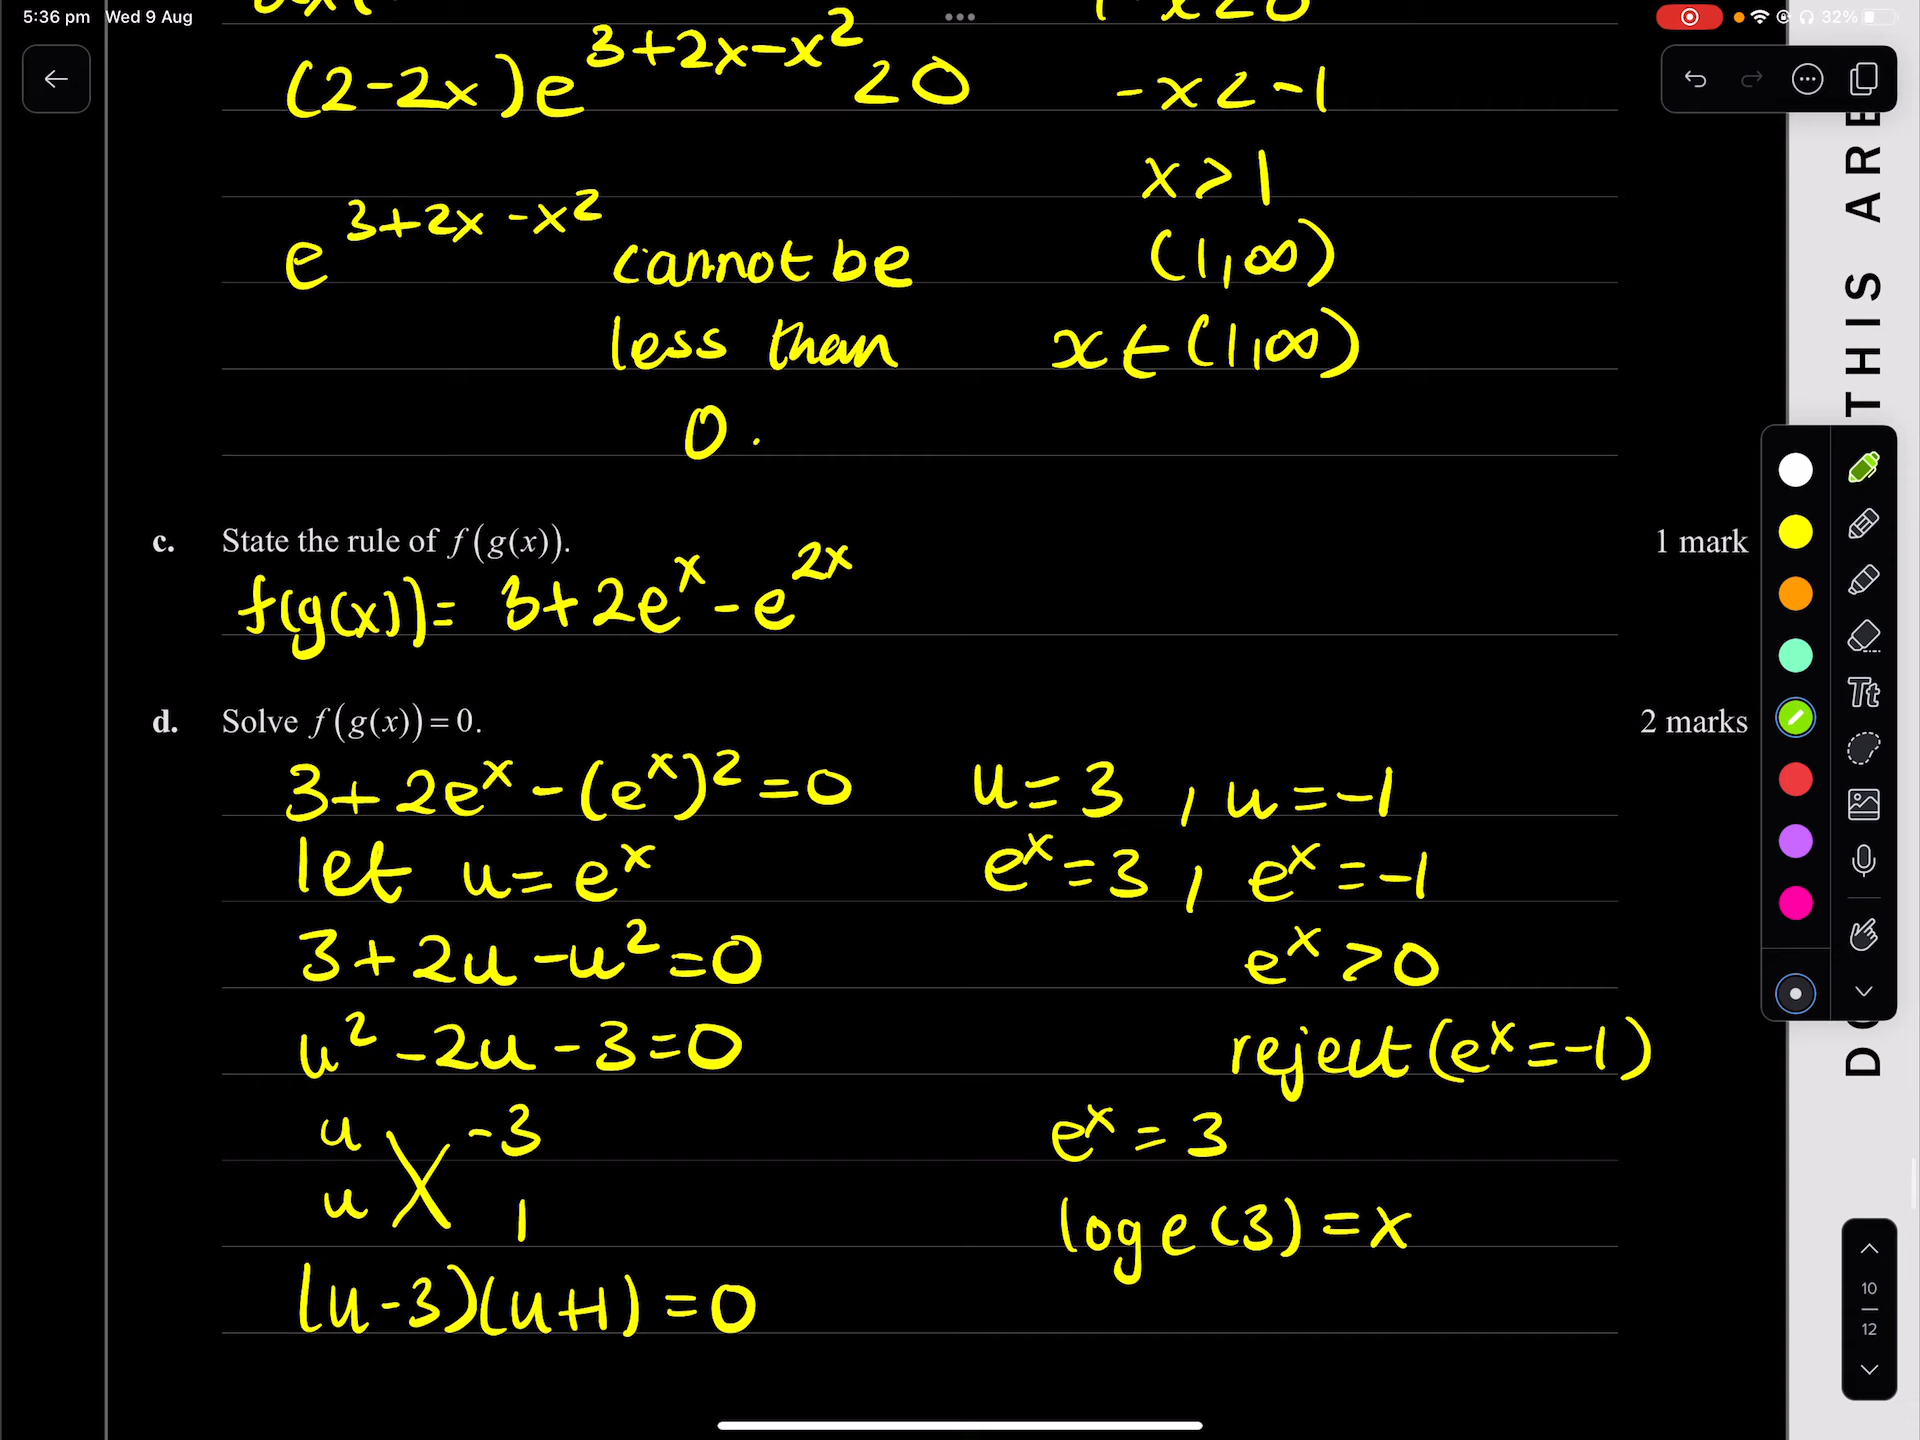 5:36 pm Wed 9 Aug
32%
(2-2x)e^{3+2x-x^2} < 0
e^{3+2x-x^2} cannot be
less than
0.
-x < -1
x > 1
(1,∞)
x ∈ (1,∞)
c. State the rule of f(g(x)). 1 mark
f(g(x)) = 3+2e^x - e^{2x}
d. Solve f(g(x)) = 0. 2 marks
3+2e^x - (e^x)^2 = 0
let u = e^x
3+2u-u^2 = 0
u^2-2u-3=0
u -3
u 1
(u-3)(u+1) = 0
u = 3 , u = -1
e^x = 3 , e^x = -1
e^x > 0
reject (e^x = -1)
e^x = 3
log e (3) = x
THIS ARE
Tt
10
12